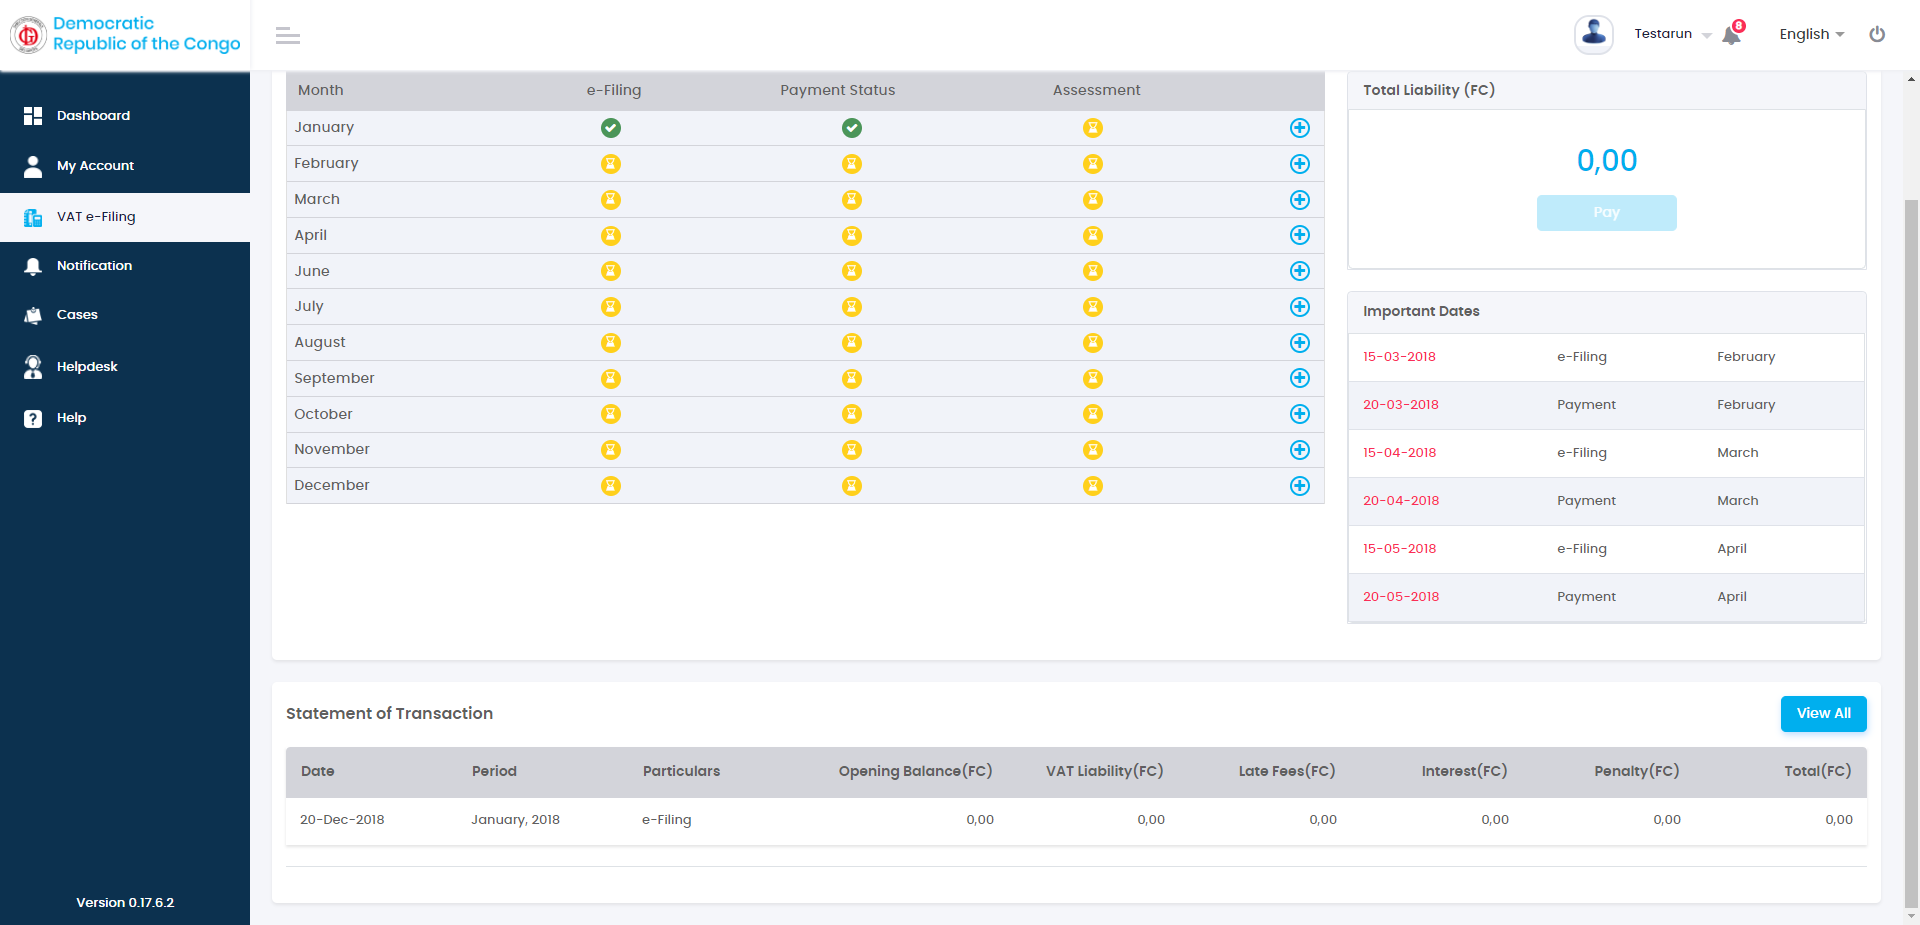 Democratic
Republic of the Congo
Testarun
8
English
Dashboard
My Account
VAT e-Filing
Notification
Cases
Helpdesk
Help
Version 0.17.6.2
Month e-Filing Payment Status Assessment
January
February
March
April
June
July
August
September
October
November
December
Total Liability (FC)
0,00
Pay
Important Dates
15-03-2018 e-Filing February
20-03-2018 Payment February
15-04-2018 e-Filing March
20-04-2018 Payment March
15-05-2018 e-Filing April
20-05-2018 Payment April
Statement of Transaction
View All
Date Period Particulars Opening Balance(FC) VAT Liability(FC) Late Fees(FC) Interest(FC) Penalty(FC) Total(FC)
20-Dec-2018 January, 2018 e-Filing 0,00 0,00 0,00 0,00 0,00 0,00